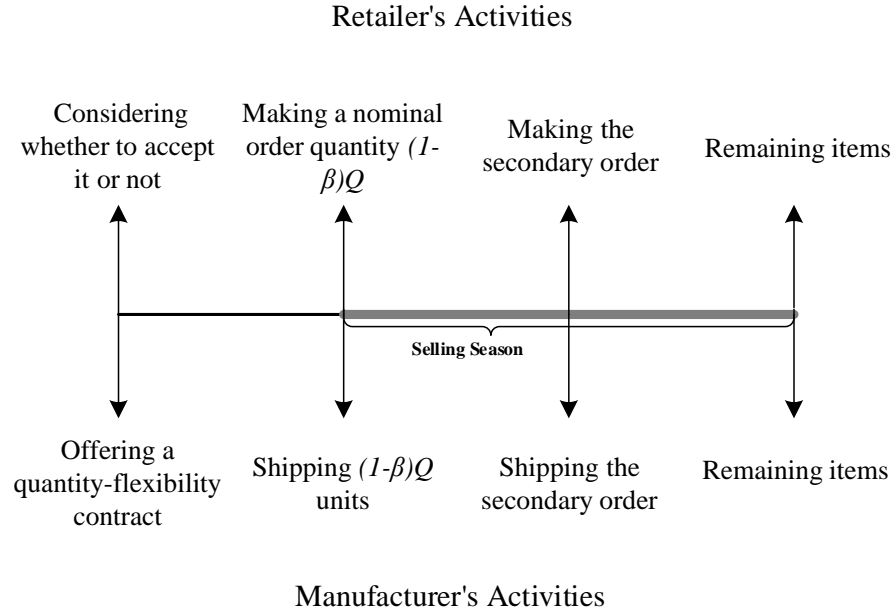 Retailer's Activities
Considering
whether to accept
it or not
Making a nominal
order quantity (1-
β)Q
Making the
secondary order
Remaining items
Selling Season
Offering a
quantity-flexibility
contract
Shipping (1-β)Q
units
Shipping the
secondary order
Remaining items
Manufacturer's Activities